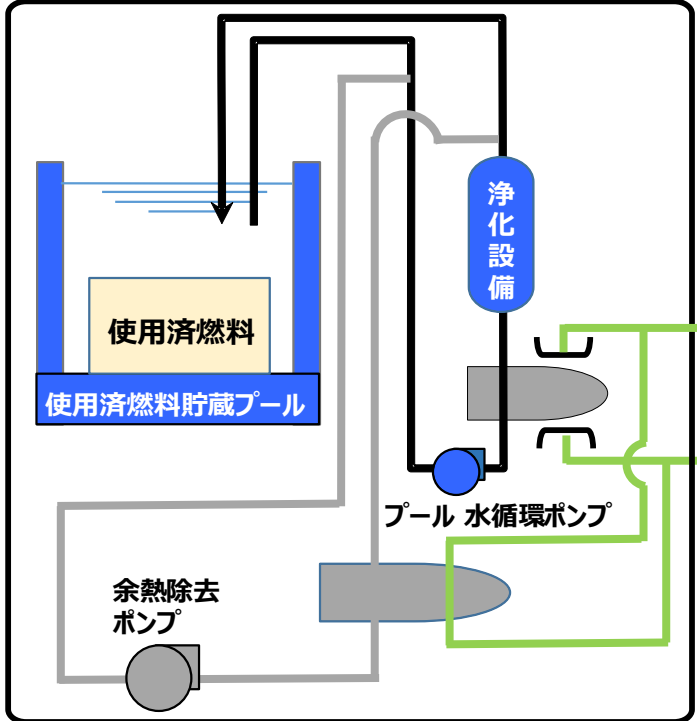 浄化設備
使用済燃料
使用済燃料貯蔵プール
プール 水循環ポンプ
余熱除去
ポンプ